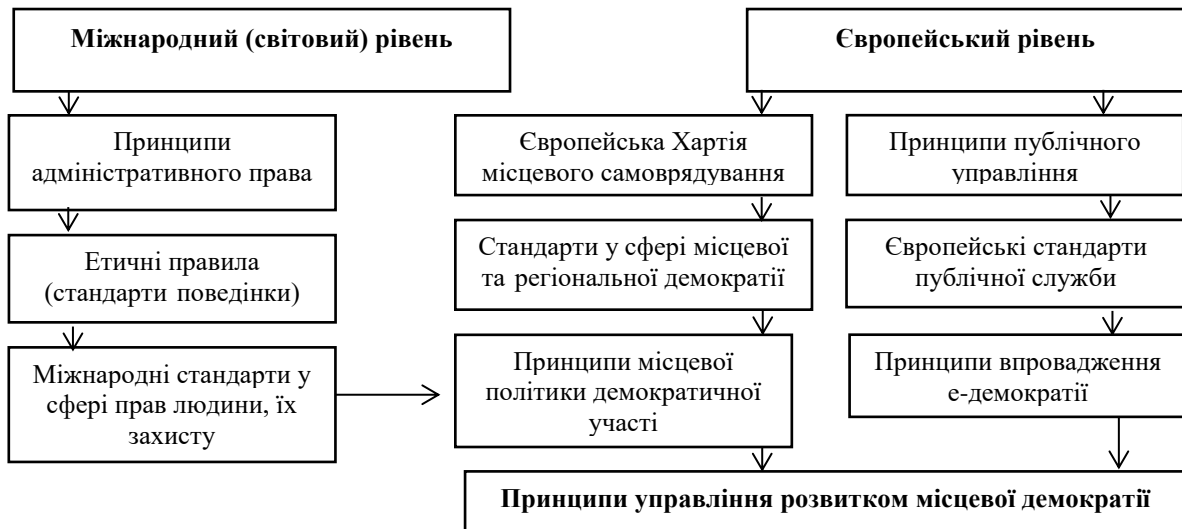 Міжнародний (світовий) рівень
Європейський рівень
Принципи
адміністративного права
Європейська Хартія
місцевого самоврядування
Принципи публічного
управління
Етичні правила
(стандарти поведінки)
Стандарти у сфері місцевої
та регіональної демократії
Європейські стандарти
публічної служби
Міжнародні стандарти у
сфері прав людини, їх
захисту
Принципи місцевої
політики демократичної
участі
Принципи впровадження
е-демократії
Принципи управління розвитком місцевої демократії